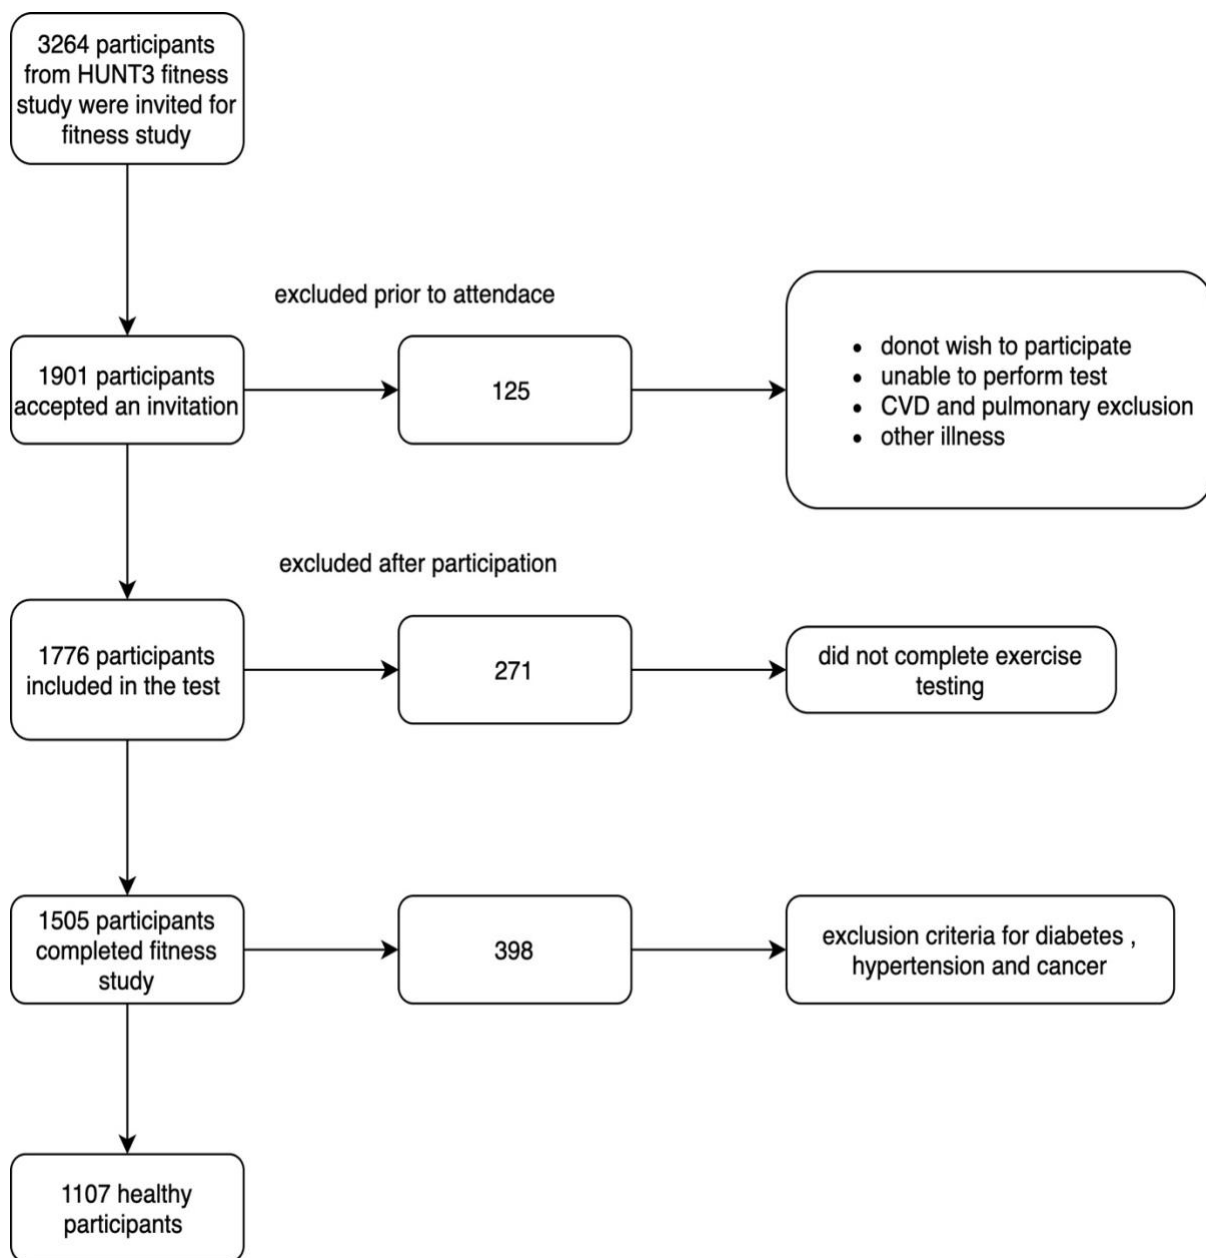 3264 participants
from HUNT3 fitness
study were invited for
fitness study
excluded prior to attendace
1901 participants
accepted an invitation
125
• donot wish to participate
• unable to perform test
• CVD and pulmonary exclusion
• other illness
excluded after participation
1776 participants
included in the test
271
did not complete exercise
testing
1505 participants
completed fitness
study
398
exclusion criteria for diabetes ,
hypertension and cancer
1107 healthy
participants